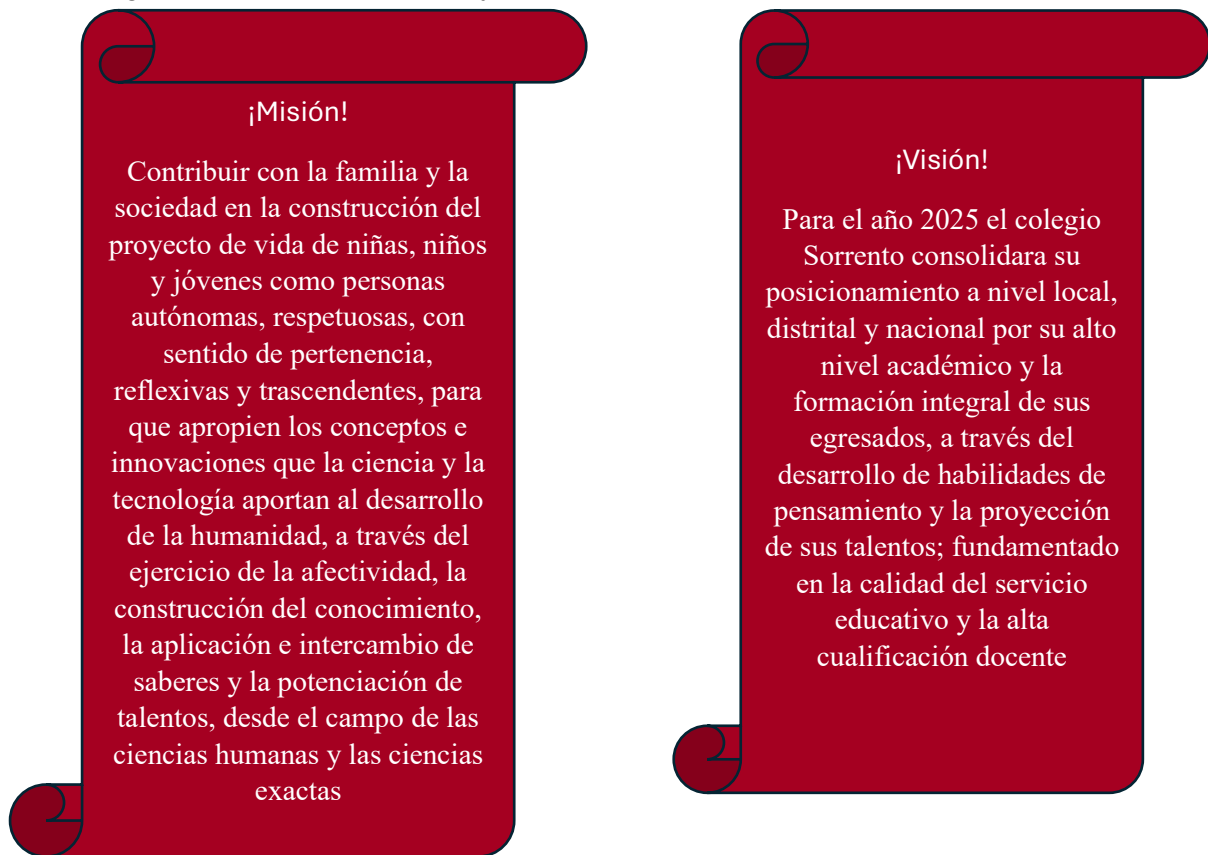 ¡Misión!
Contribuir con la familia y la
sociedad en la construcción del
proyecto de vida de niñas, niños
y jóvenes como personas
autónomas, respetuosas, con
sentido de pertenencia,
reflexivas y trascendentes, para
que apropien los conceptos e
innovaciones que la ciencia y la
tecnología aportan al desarrollo
de la humanidad, a través del
ejercicio de la afectividad, la
construcción del conocimiento,
la aplicación e intercambio de
saberes y la potenciación de
talentos, desde el campo de las
ciencias humanas y las ciencias
exactas
¡Visión!
Para el año 2025 el colegio
Sorrento consolidara su
posicionamiento a nivel local,
distrital y nacional por su alto
nivel académico y la
formación integral de sus
egresados, a través del
desarrollo de habilidades de
pensamiento y la proyección
de sus talentos; fundamentado
en la calidad del servicio
educativo y la alta
cualificación docente